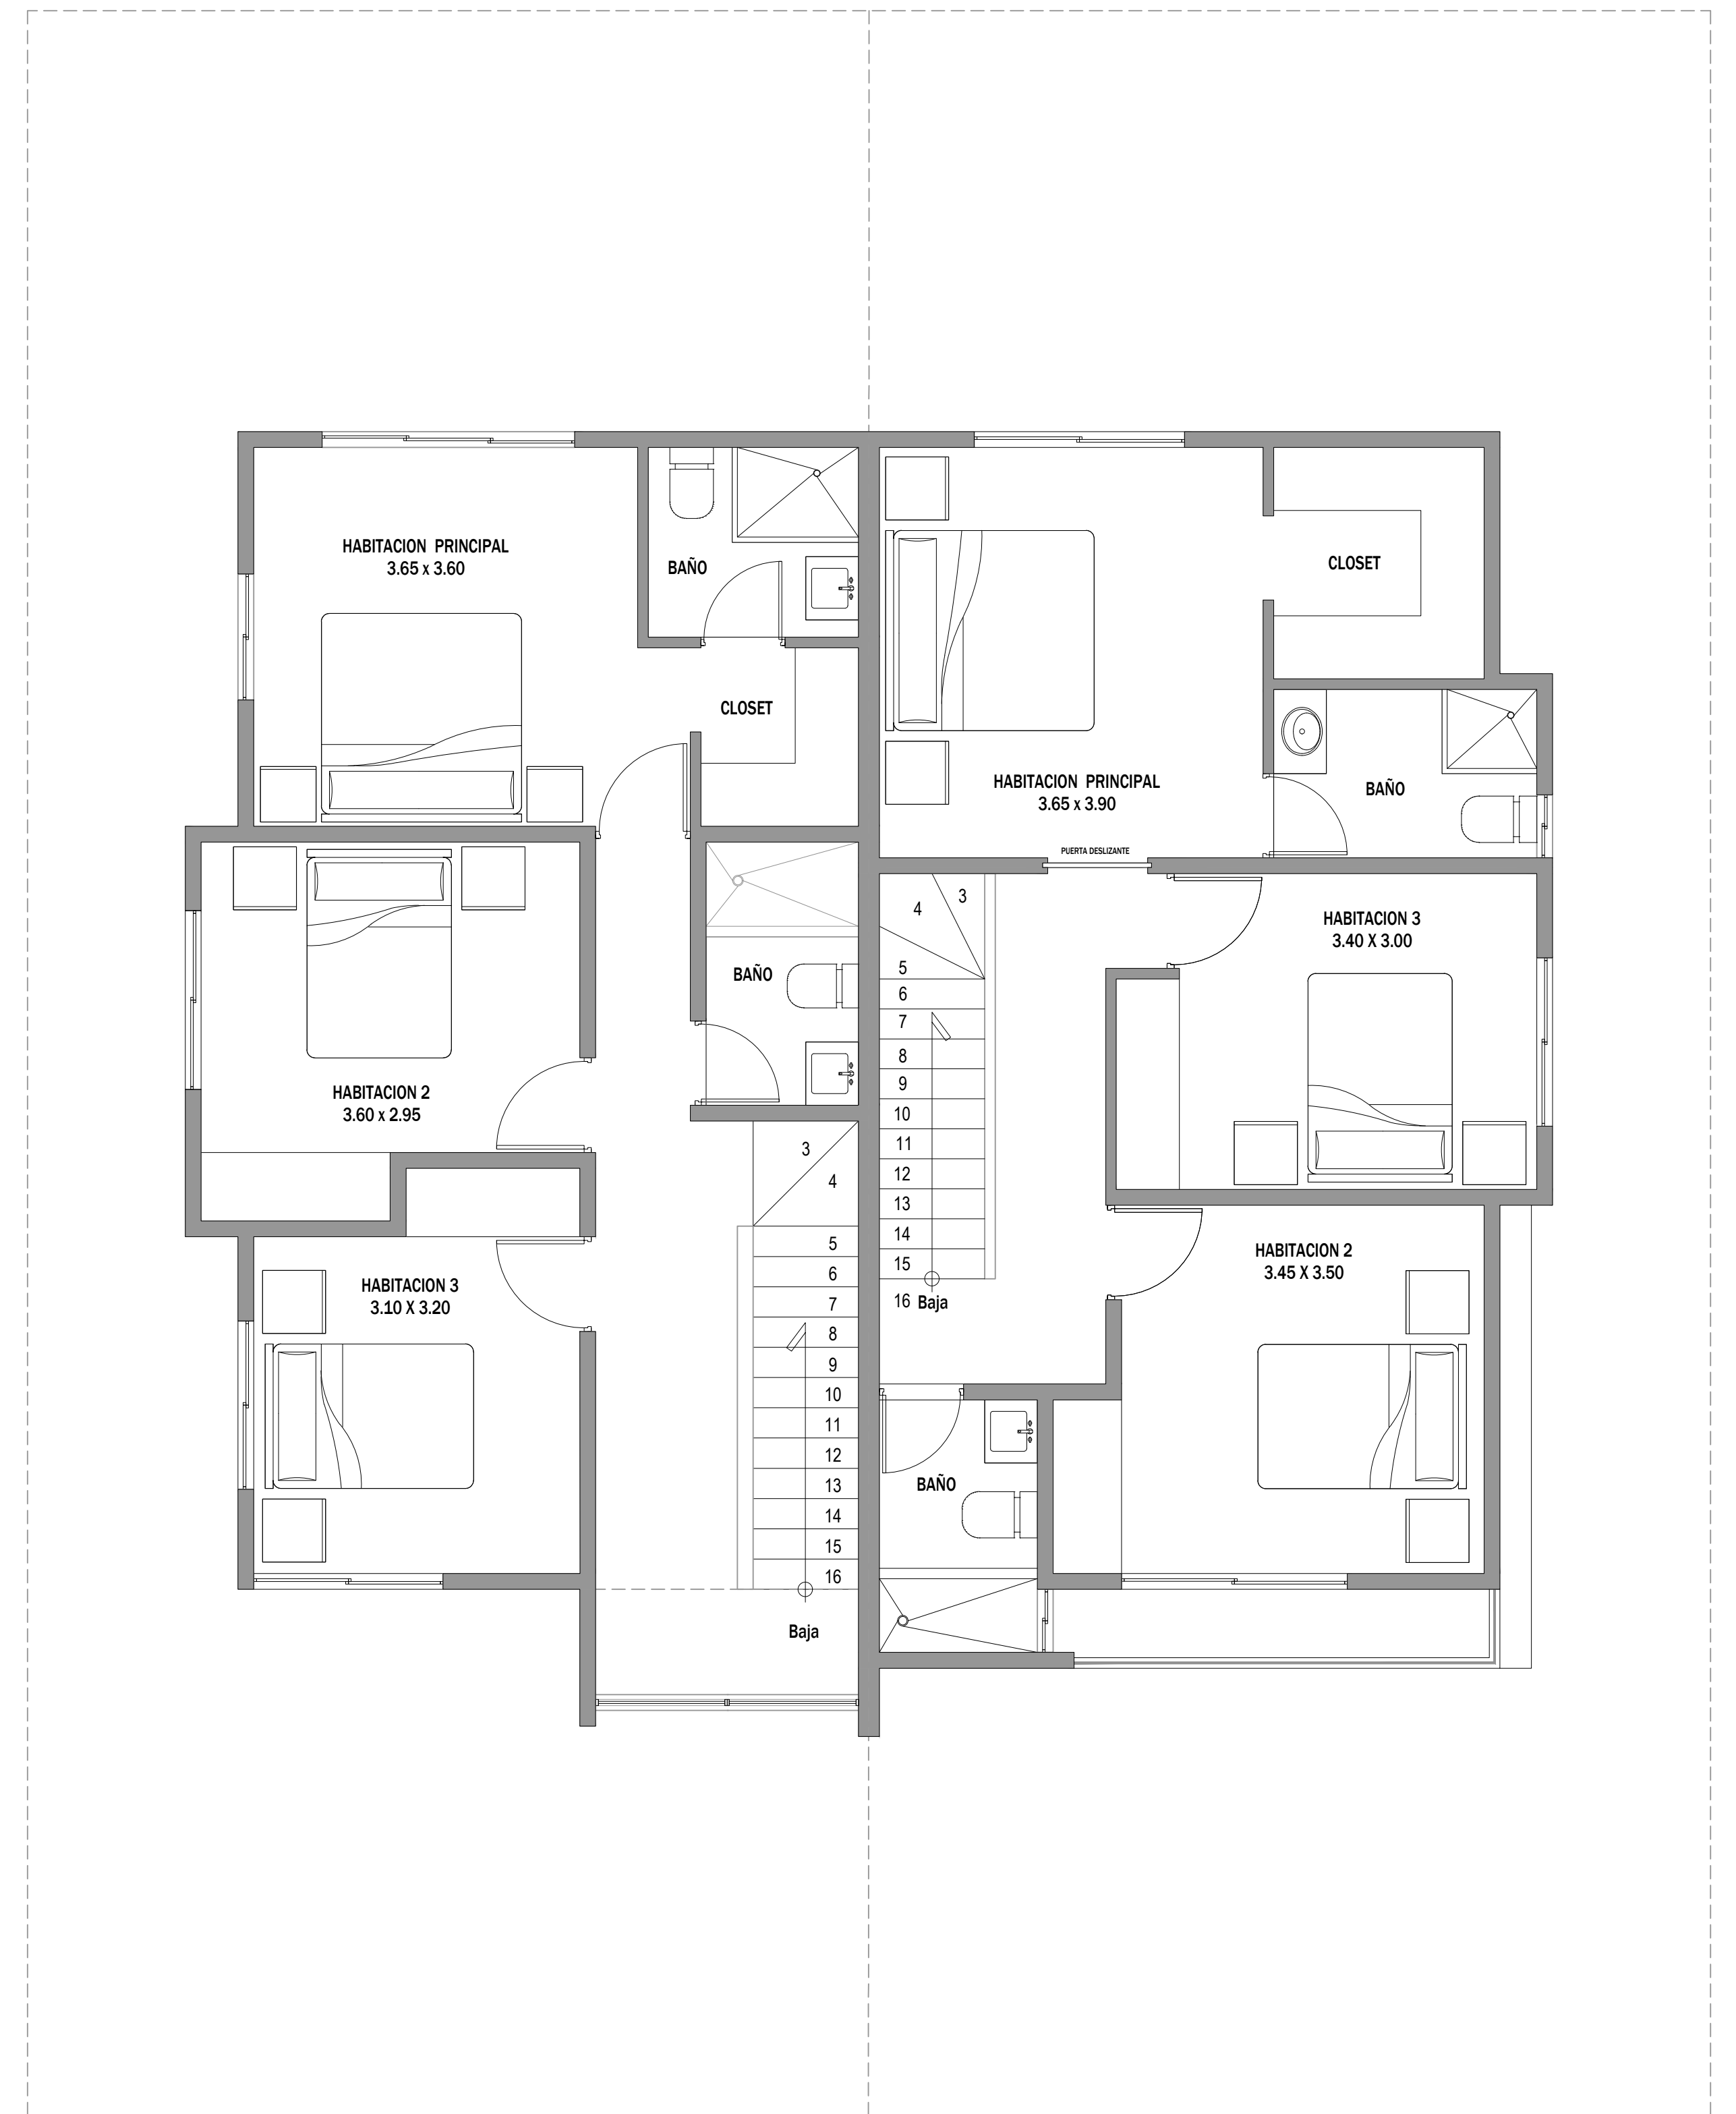 HABITACION PRINCIPAL
3.65 x 3.60
BAÑO
CLOSET
BAÑO
HABITACION 2
3.60 x 2.95
HABITACION 3
3.10 X 3.20
3
4
5
6
7
8
9
10
11
12
13
14
15
16
Baja
CLOSET
HABITACION PRINCIPAL
3.65 x 3.90
BAÑO
PUERTA DESLIZANTE
3
4
5
6
7
8
9
10
11
12
13
14
15
16 Baja
HABITACION 3
3.40 X 3.00
HABITACION 2
3.45 X 3.50
BAÑO